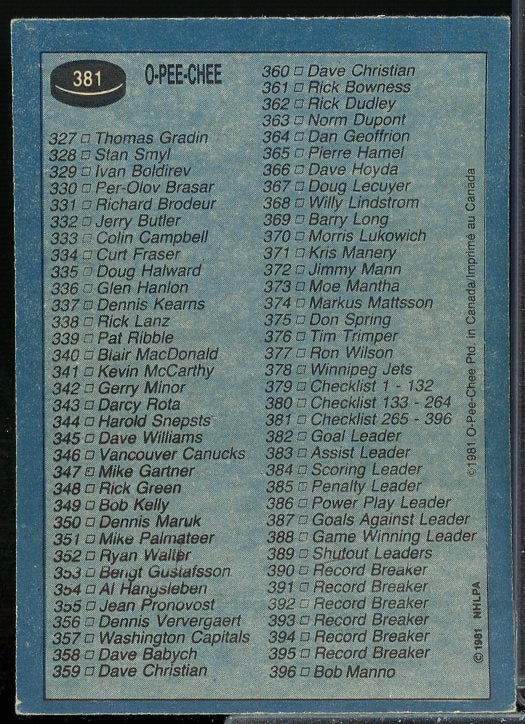 381
O-PEE-CHEE
327 Thomas Gradin
328 Stan Smyl
329 Ivan Boldirev
330 Per-Olov Brasar
331 Richard Brodeur
332 Jerry Butler
333 Colin Campbell
334 Curt Fraser
335 Doug Halward
336 Glen Hanlon
337 Dennis Kearns
338 Rick Lanz
339 Pat Ribble
340 Blair MacDonald
341 Kevin McCarthy
342 Gerry Minor
343 Darcy Rota
344 Harold Snepsts
345 Dave Williams
346 Vancouver Canucks
347 Mike Gartner
348 Rick Green
349 Bob Kelly
350 Dennis Maruk
351 Mike Palmateer
352 Ryan Walter
353 Bengt Gustafsson
354 Al Hangsleben
355 Jean Pronovost
356 Dennis Ververgaert
357 Washington Capitals
358 Dave Babych
359 Dave Christian
360 Dave Christian
361 Rick Bowness
362 Rick Dudley
363 Norm Dupont
364 Dan Geoffrion
365 Pierre Hamel
366 Dave Hoyda
367 Doug Lecuyer
368 Willy Lindstrom
369 Barry Long
370 Morris Lukowich
371 Kris Manery
372 Jimmy Mann
373 Moe Mantha
374 Markus Mattsson
375 Don Spring
376 Tim Trimper
377 Ron Wilson
378 Winnipeg Jets
379 Checklist 1 - 132
380 Checklist 133 - 264
381 Checklist 265 - 396
382 Goal Leader
383 Assist Leader
384 Scoring Leader
385 Penalty Leader
386 Power Play Leader
387 Goals Against Leader
388 Game Winning Leader
389 Shutout Leaders
390 Record Breaker
391 Record Breaker
392 Record Breaker
393 Record Breaker
394 Record Breaker
395 Record Breaker
396 Bob Manno
©1981 O-Pee-Chee Ptd. in Canada/Imprimé au Canada
©1981 NHLPA